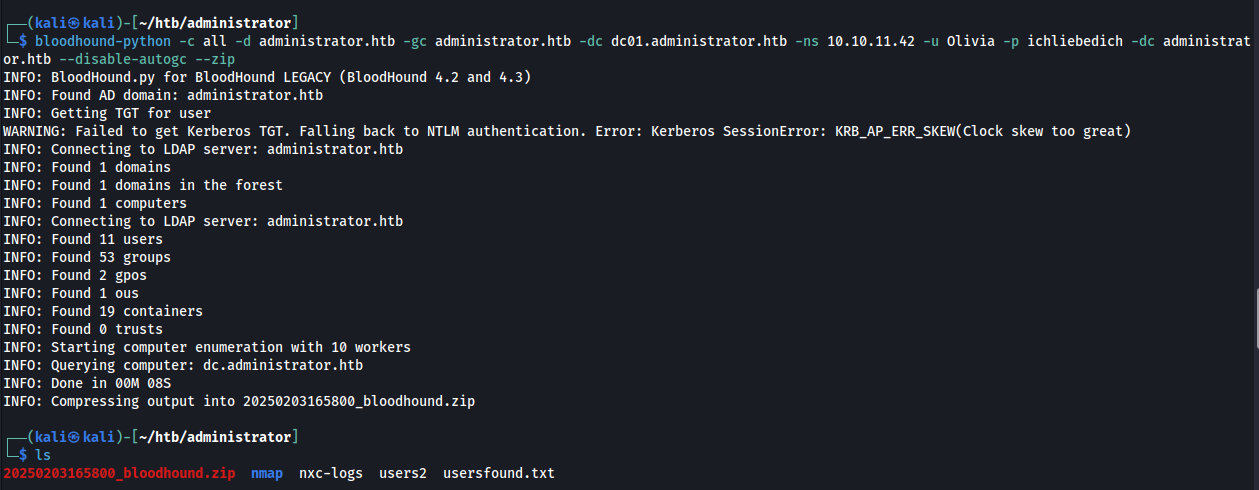 ┌──(kali㉿kali)-[~/htb/administrator]
└─$ bloodhound-python -c all -d administrator.htb -gc administrator.htb -dc dc01.administrator.htb -ns 10.10.11.42 -u Olivia -p ichliebedich -dc administrat
or.htb --disable-autogc --zip
INFO: BloodHound.py for BloodHound LEGACY (BloodHound 4.2 and 4.3)
INFO: Found AD domain: administrator.htb
INFO: Getting TGT for user
WARNING: Failed to get Kerberos TGT. Falling back to NTLM authentication. Error: Kerberos SessionError: KRB_AP_ERR_SKEW(Clock skew too great)
INFO: Connecting to LDAP server: administrator.htb
INFO: Found 1 domains
INFO: Found 1 domains in the forest
INFO: Found 1 computers
INFO: Connecting to LDAP server: administrator.htb
INFO: Found 11 users
INFO: Found 53 groups
INFO: Found 2 gpos
INFO: Found 1 ous
INFO: Found 19 containers
INFO: Found 0 trusts
INFO: Starting computer enumeration with 10 workers
INFO: Querying computer: dc.administrator.htb
INFO: Done in 00M 08S
INFO: Compressing output into 20250203165800_bloodhound.zip
┌──(kali㉿kali)-[~/htb/administrator]
└─$ ls
20250203165800_bloodhound.zip  nmap  nxc-logs  users2  usersfound.txt